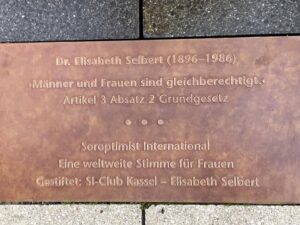 Dr. Elisabeth Selbert (1896–1986)
›Männer und Frauen sind gleichberechtigt.‹
Artikel 3 Absatz 2 Grundgesetz
• • •
Soroptimist International
Eine weltweite Stimme für Frauen
Gestiftet: SI-Club Kassel – Elisabeth Selbert